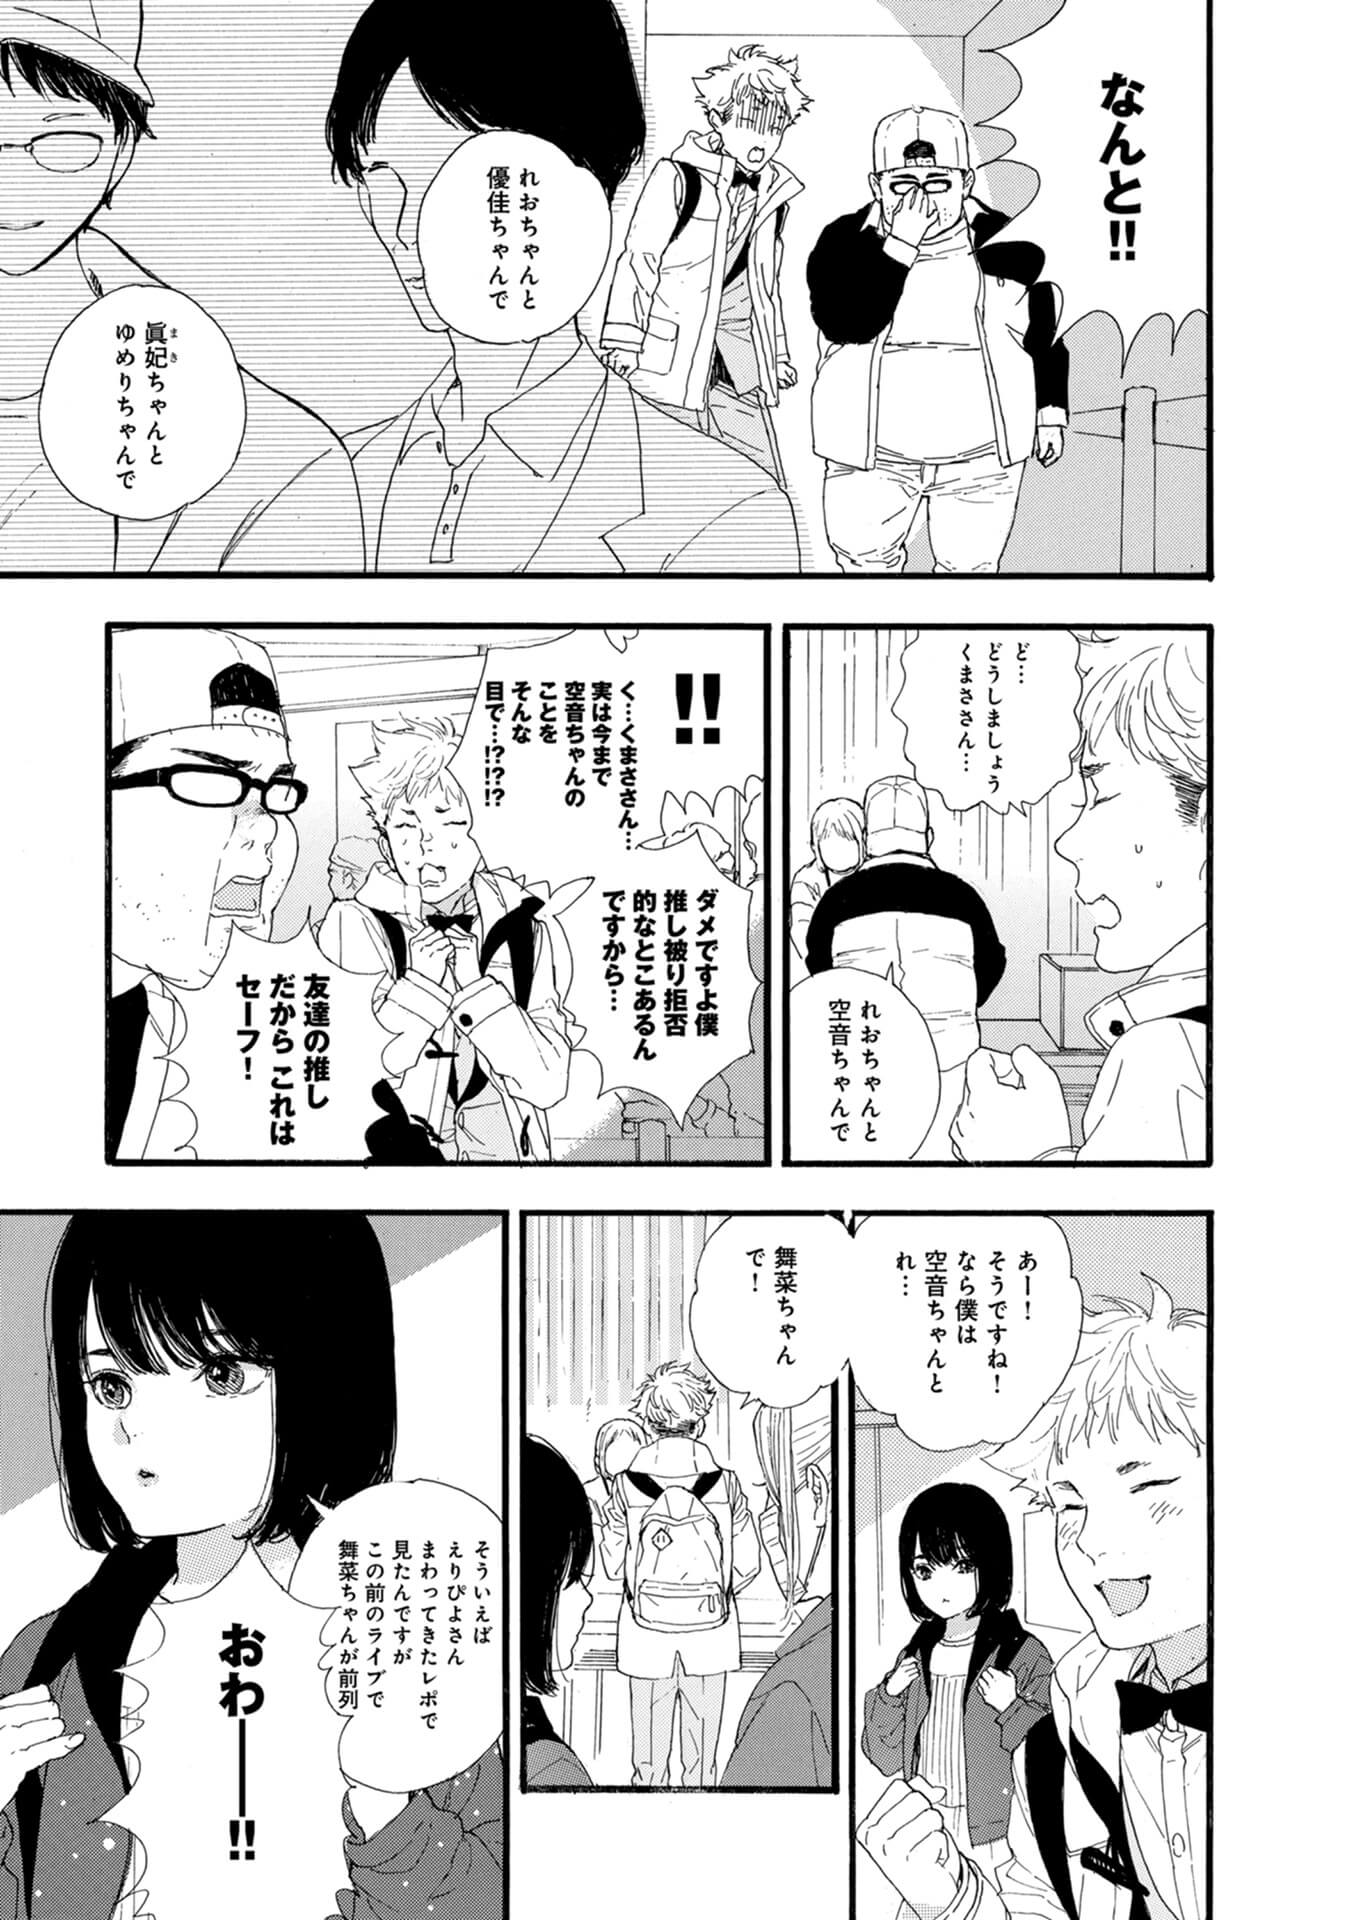 なんと!!
れおちゃんと
優佳ちゃんで
眞妃ちゃんと
まき
ゆめりちゃんで
ど…
どうしましょう
くまささん…
れおちゃんと
空音ちゃんで
!!
く…くまささん…
実は今まで
空音ちゃんの
ことを
そんな
目で…!?!?!?
ダメですよ僕
推し被り拒否
的なとこあるん
ですから…
友達の推し
だから これは
セーフ!
あー!
そうですね!
なら僕は
空音ちゃんと
れ…
舞菜ちゃん
で!
そういえば
えりぴよさん
まわってきたレポで
見たんですが
この前のライブで
舞菜ちゃんが前列
おわ――!!